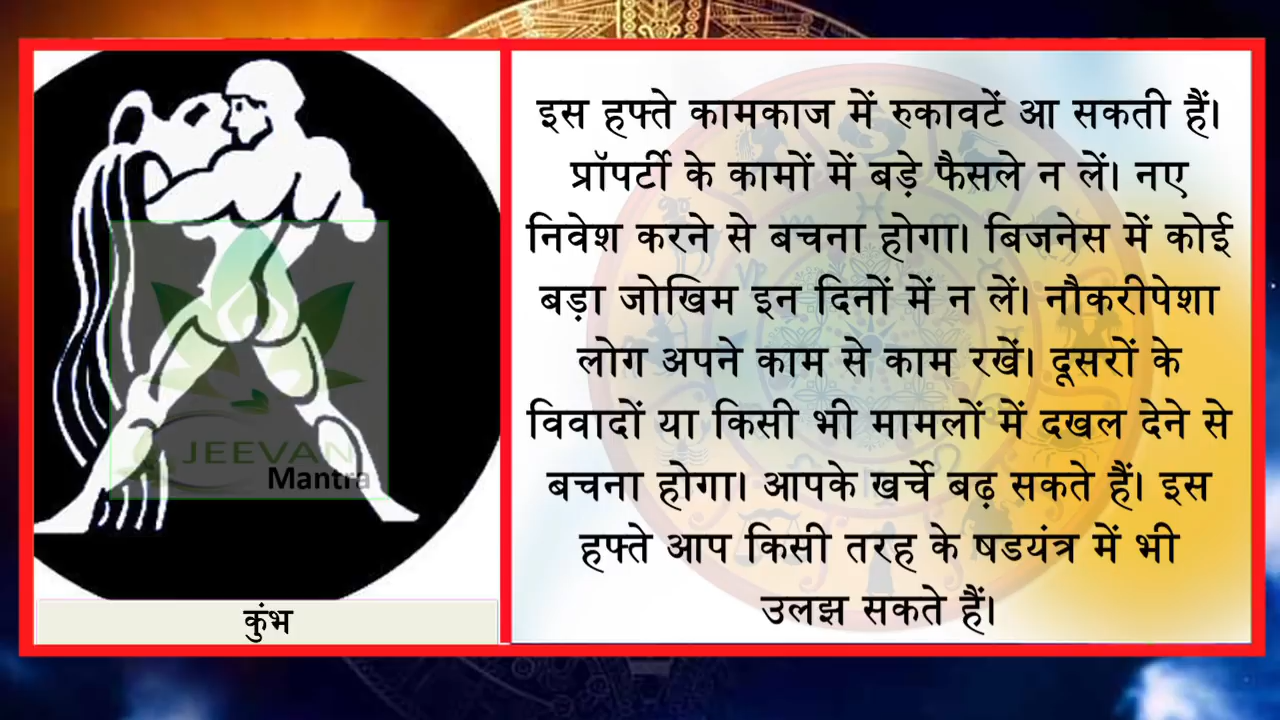 इस हफ्ते कामकाज में रुकावटें आ सकती हैं।
प्रॉपर्टी के कामों में बड़े फैसले न लें। नए
निवेश करने से बचना होगा। बिजनेस में कोई
बड़ा जोखिम इन दिनों में न लें। नौकरीपेशा
लोग अपने काम से काम रखें। दूसरों के
विवादों या किसी भी मामलों में दखल देने से
बचना होगा। आपके खर्चे बढ़ सकते हैं। इस
हफ्ते आप किसी तरह के षडयंत्र में भी
उलझ सकते हैं।
JEEVAN
Mantra
कुंभ